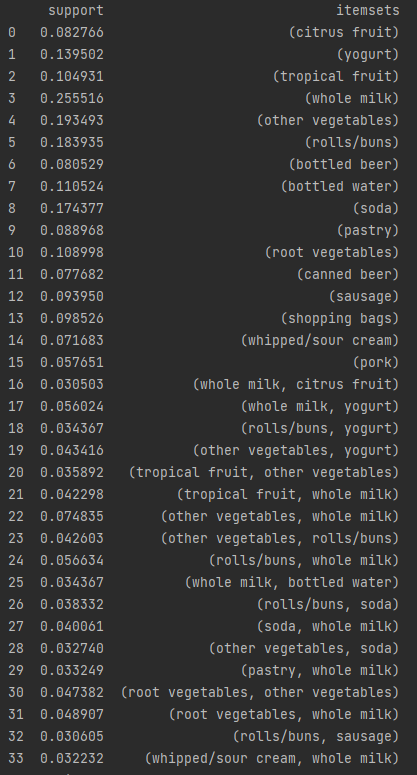 support itemsets
0 0.082766 (citrus fruit)
1 0.139502 (yogurt)
2 0.104931 (tropical fruit)
3 0.255516 (whole milk)
4 0.193493 (other vegetables)
5 0.183935 (rolls/buns)
6 0.080529 (bottled beer)
7 0.110524 (bottled water)
8 0.174377 (soda)
9 0.088968 (pastry)
10 0.108998 (root vegetables)
11 0.077682 (canned beer)
12 0.093950 (sausage)
13 0.098526 (shopping bags)
14 0.071683 (whipped/sour cream)
15 0.057651 (pork)
16 0.030503 (whole milk, citrus fruit)
17 0.056024 (whole milk, yogurt)
18 0.034367 (rolls/buns, yogurt)
19 0.043416 (other vegetables, yogurt)
20 0.035892 (tropical fruit, other vegetables)
21 0.042298 (tropical fruit, whole milk)
22 0.074835 (other vegetables, whole milk)
23 0.042603 (other vegetables, rolls/buns)
24 0.056634 (rolls/buns, whole milk)
25 0.034367 (whole milk, bottled water)
26 0.038332 (rolls/buns, soda)
27 0.040061 (soda, whole milk)
28 0.032740 (other vegetables, soda)
29 0.033249 (pastry, whole milk)
30 0.047382 (root vegetables, other vegetables)
31 0.048907 (root vegetables, whole milk)
32 0.030605 (rolls/buns, sausage)
33 0.032232 (whipped/sour cream, whole milk)